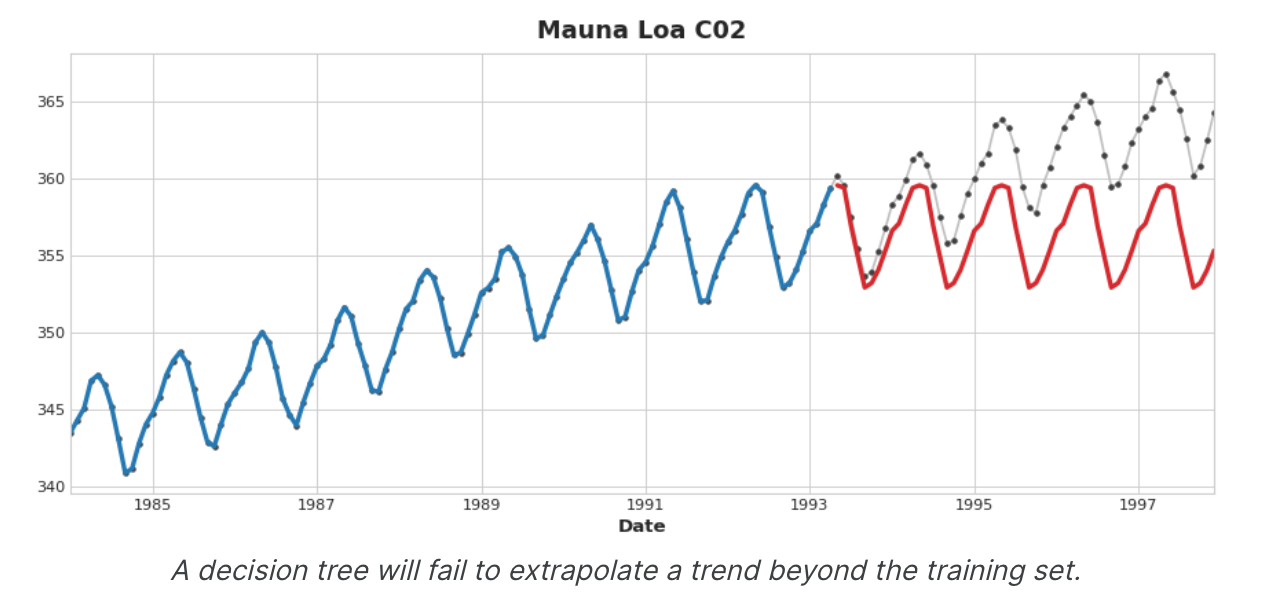 Mauna Loa C02
365
360
355
350
345
340
1985 1987 1989 1991 1993 1995 1997
Date
A decision tree will fail to extrapolate a trend beyond the training set.